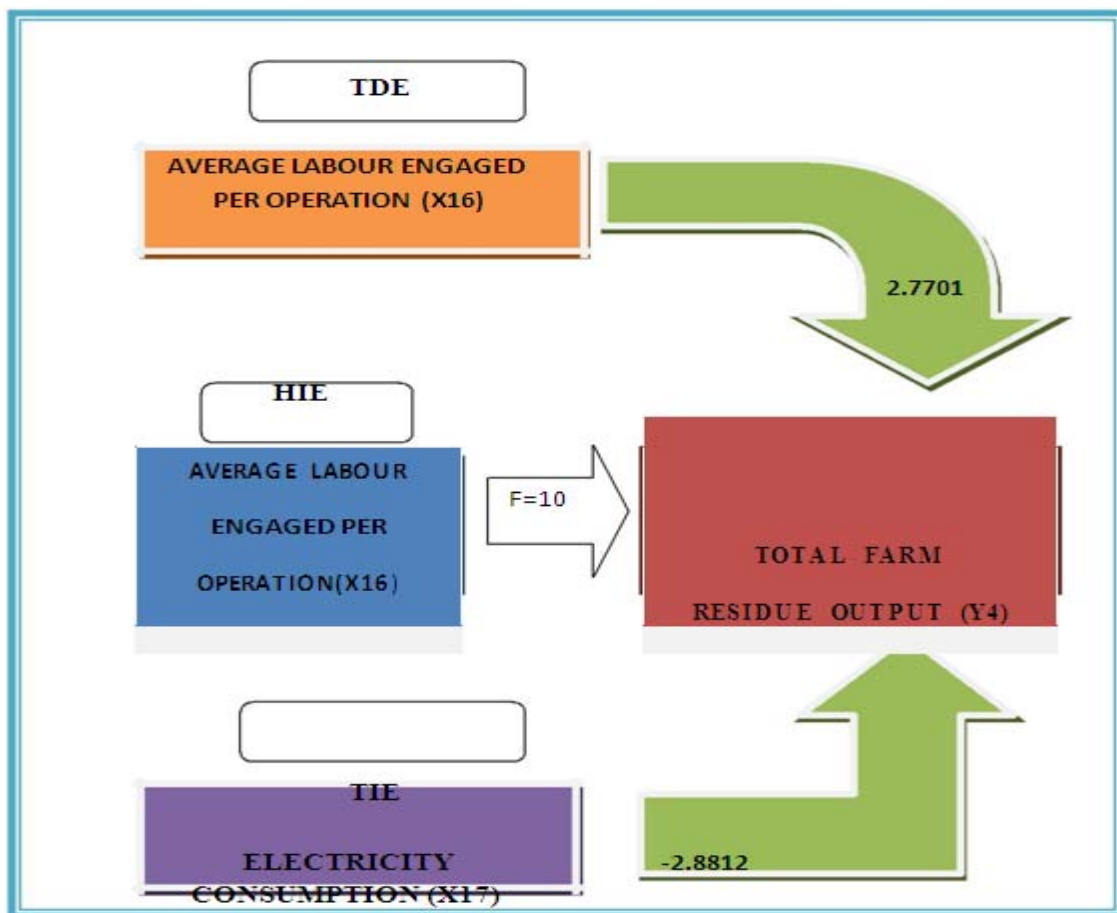 TDE
AVERAGE LABOUR ENGAGED
PER OPERATION (X16)
2.7701
HIE
AVERAGE LABOUR
ENGAGED PER
OPERATION(X16)
F=10
TOTAL FARM
RESIDUE OUTPUT (Y4)
TIE
ELECTRICITY
CONSUMPTION (X17)
-2.8812